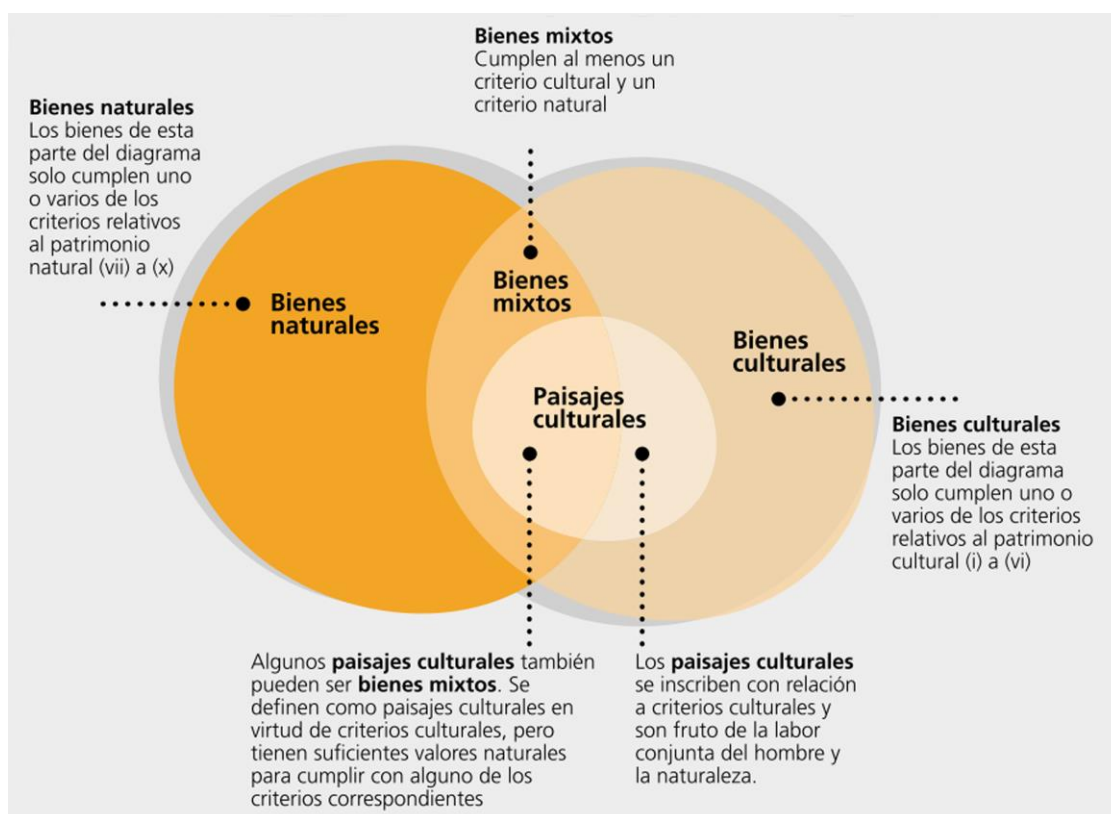 Bienes mixtos
Cumplen al menos un
criterio cultural y un
criterio natural
Bienes naturales
Los bienes de esta
parte del diagrama
solo cumplen uno
o varios de los
criterios relativos
al patrimonio
natural (vii) a (x)
Bienes
naturales
Bienes
mixtos
Bienes
culturales
Paisajes
culturales
Bienes culturales
Los bienes de esta
parte del diagrama
solo cumplen uno o
varios de los criterios
relativos al patrimonio
cultural (i) a (vi)
Algunos paisajes culturales también
pueden ser bienes mixtos. Se
definen como paisajes culturales en
virtud de criterios culturales, pero
tienen suficientes valores naturales
para cumplir con alguno de los
criterios correspondientes
Los paisajes culturales
se inscriben con relación
a criterios culturales y
son fruto de la labor
conjunta del hombre y
la naturaleza.